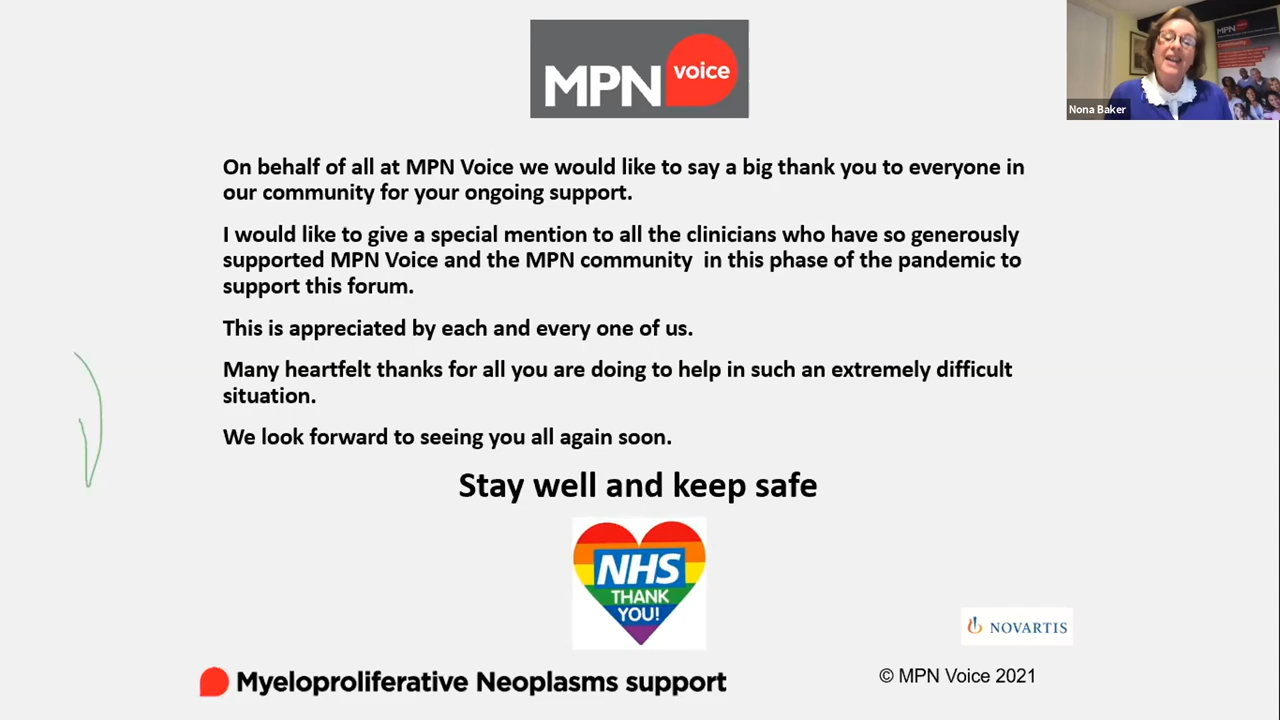 MPN voice
MPN voice
Community
Nona Baker
On behalf of all at MPN Voice we would like to say a big thank you to everyone in
our community for your ongoing support.
I would like to give a special mention to all the clinicians who have so generously
supported MPN Voice and the MPN community in this phase of the pandemic to
support this forum.
This is appreciated by each and every one of us.
Many heartfelt thanks for all you are doing to help in such an extremely difficult
situation.
We look forward to seeing you all again soon.
Stay well and keep safe
NHS
THANK
YOU!
NOVARTIS
Myeloproliferative Neoplasms support
© MPN Voice 2021